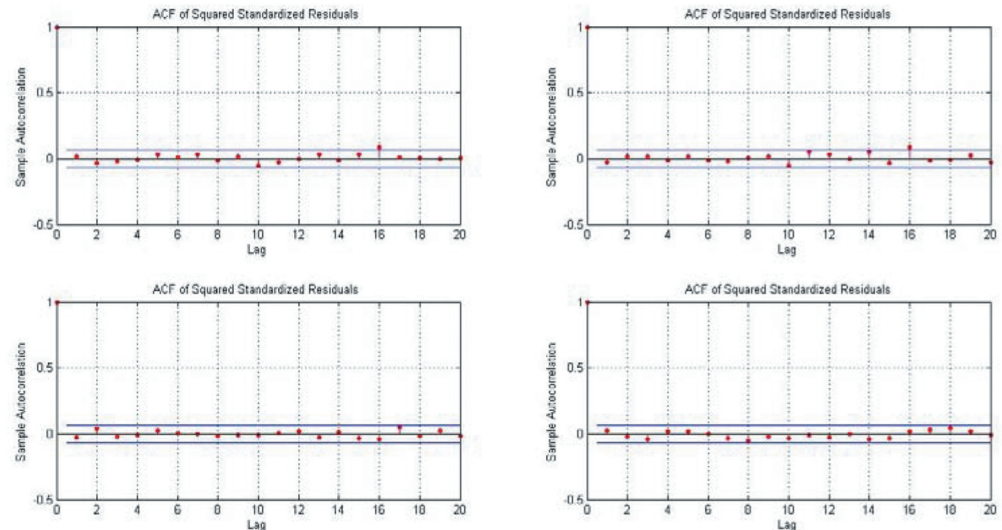 ACF of Squared Standardized Residuals
Sample Autocorrelation
1
0.5
0
-0.5
0 2 4 6 8 10 12 14 16 18 20
Lag
ACF of Squared Standardized Residuals
Sample Autocorrelation
1
0.5
0
-0.5
0 2 4 6 8 10 12 14 16 18 20
Lag
ACF of Squared Standardized Residuals
Sample Autocorrelation
1
0.5
0
-0.5
0 2 4 6 8 10 12 14 16 18 20
Lag
ACF of Squared Standardized Residuals
Sample Autocorrelation
1
0.5
0
-0.5
0 2 4 6 8 10 12 14 16 18 20
Lag